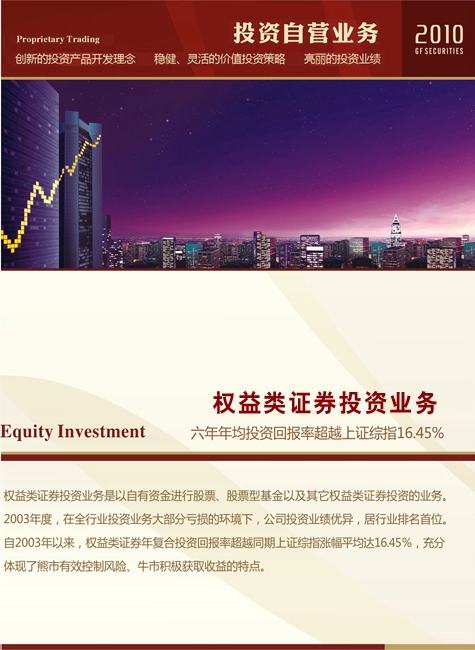 Proprietary Trading
投资自营业务
2010
GF SECURITIES
创新的投资产品开发理念 稳健、灵活的价值投资策略 亮丽的投资业绩
权益类证券投资业务
Equity Investment
六年年均投资回报率超越上证综指16.45%
权益类证券投资业务是以自有资金进行股票、股票型基金以及其它权益类证券投资的业务。
2003年度，在全行业投资业务大部分亏损的环境下，公司投资业绩优异，居行业排名首位。
自2003年以来，权益类证券年复合投资回报率超越同期上证综指涨幅平均达16.45%，充分
体现了熊市有效控制风险、牛市积极获取收益的特点。